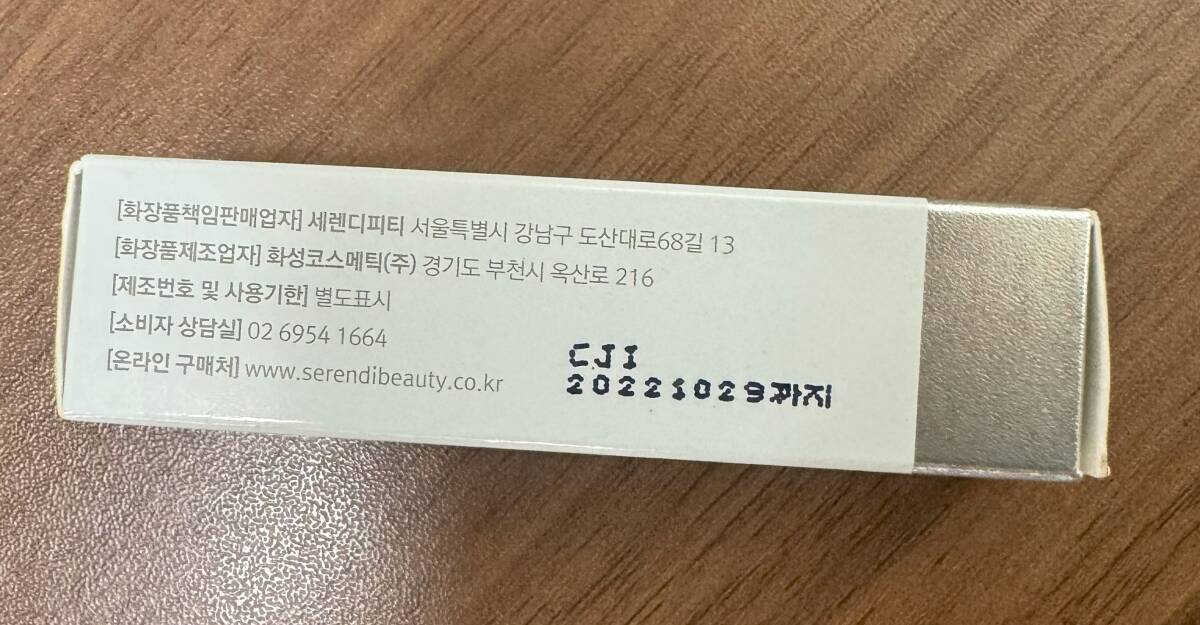 [화장품책임판매업자] 세렌디피티 서울특별시 강남구 도산대로68길 13
[화장품제조업자] 화성코스메틱(주) 경기도 부천시 옥산로 216
[제조번호 및 사용기한] 별도표시
[소비자 상담실] 02 6954 1664
[온라인 구매처] www.serendibeauty.co.kr
CJI
20221029까지